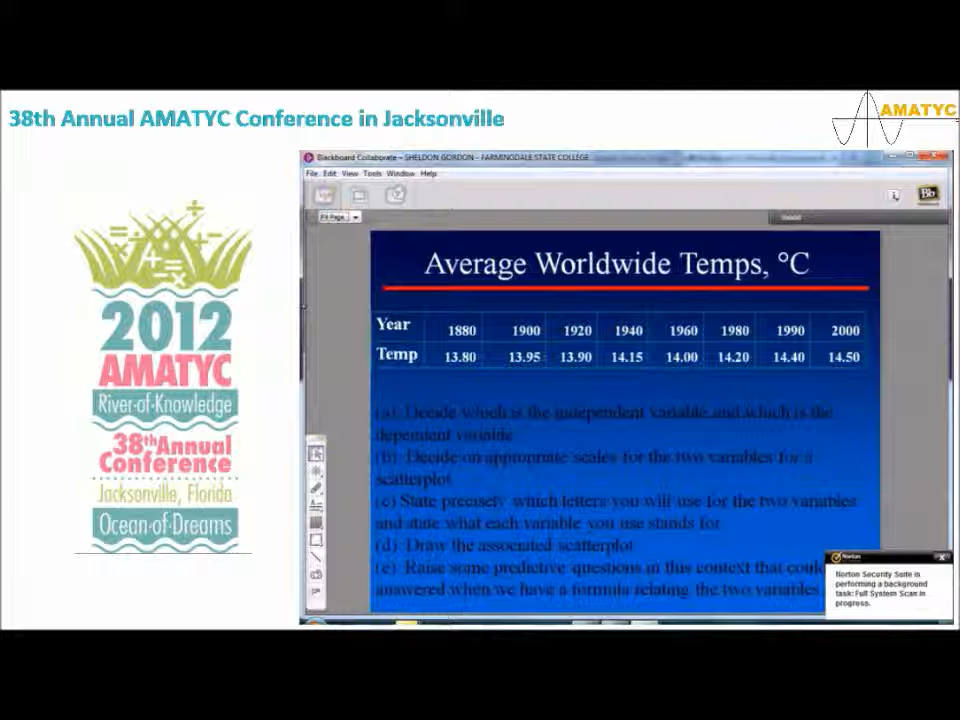 38th Annual AMATYC Conference in Jacksonville
AMATYC
2012
AMATYC
River-of-Knowledge
38th Annual
Conference
Jacksonville, Florida
Ocean-of-Dreams
Blackboard Collaborate – SHELDON GORDON – FARMINGDALE STATE COLLEGE
File Edit View Tools Window Help
Bb
Fit Page
Average Worldwide Temps, °C
Year 1880 1900 1920 1940 1960 1980 1990 2000
Temp 13.80 13.95 13.90 14.15 14.00 14.20 14.40 14.50
(a) Decide which is the independent variable and which is the
dependent variable
(b) Decide on appropriate scales for the two variables for a
scatterplot
(c) State precisely which letters you will use for the two variables
and state what each variable you use stands for
(d) Draw the associated scatterplot
(e) Raise some predictive questions in this context that coul
answered when we have a formula relating the two variables
Norton
Norton Security Suite is
performing a background
task: Full System Scan in
progress.